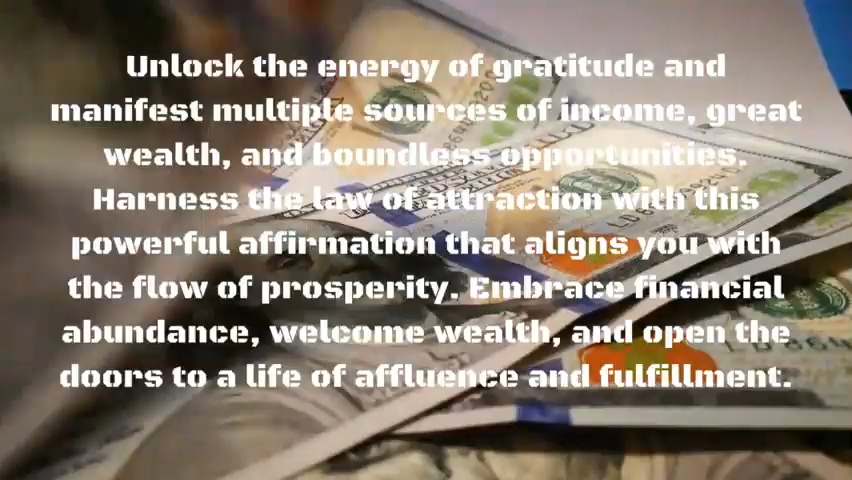 Unlock the energy of gratitude and
manifest multiple sources of income, great
wealth, and boundless opportunities.
Harness the law of attraction with this
powerful affirmation that aligns you with
the flow of prosperity. Embrace financial
abundance, welcome wealth, and open the
doors to a life of affluence and fulfillment.